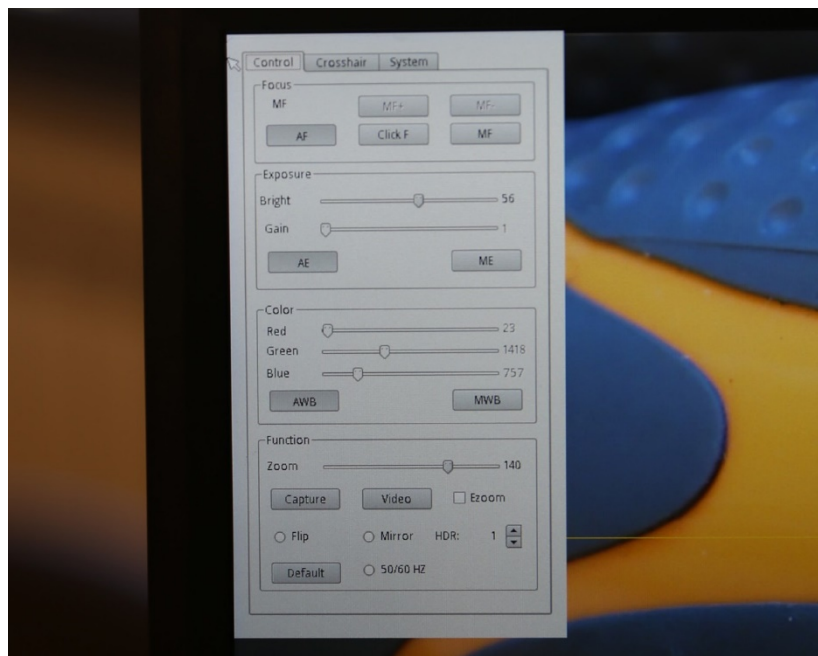 Control Crosshair System
Focus
MF MF+ MF-
AF Click F MF
Exposure
Bright 56
Gain 1
AE ME
Color
Red 23
Green 1418
Blue 757
AWB MWB
Function
Zoom 140
Capture Video Ezoom
Flip Mirror HDR: 1
Default 50/60 HZ